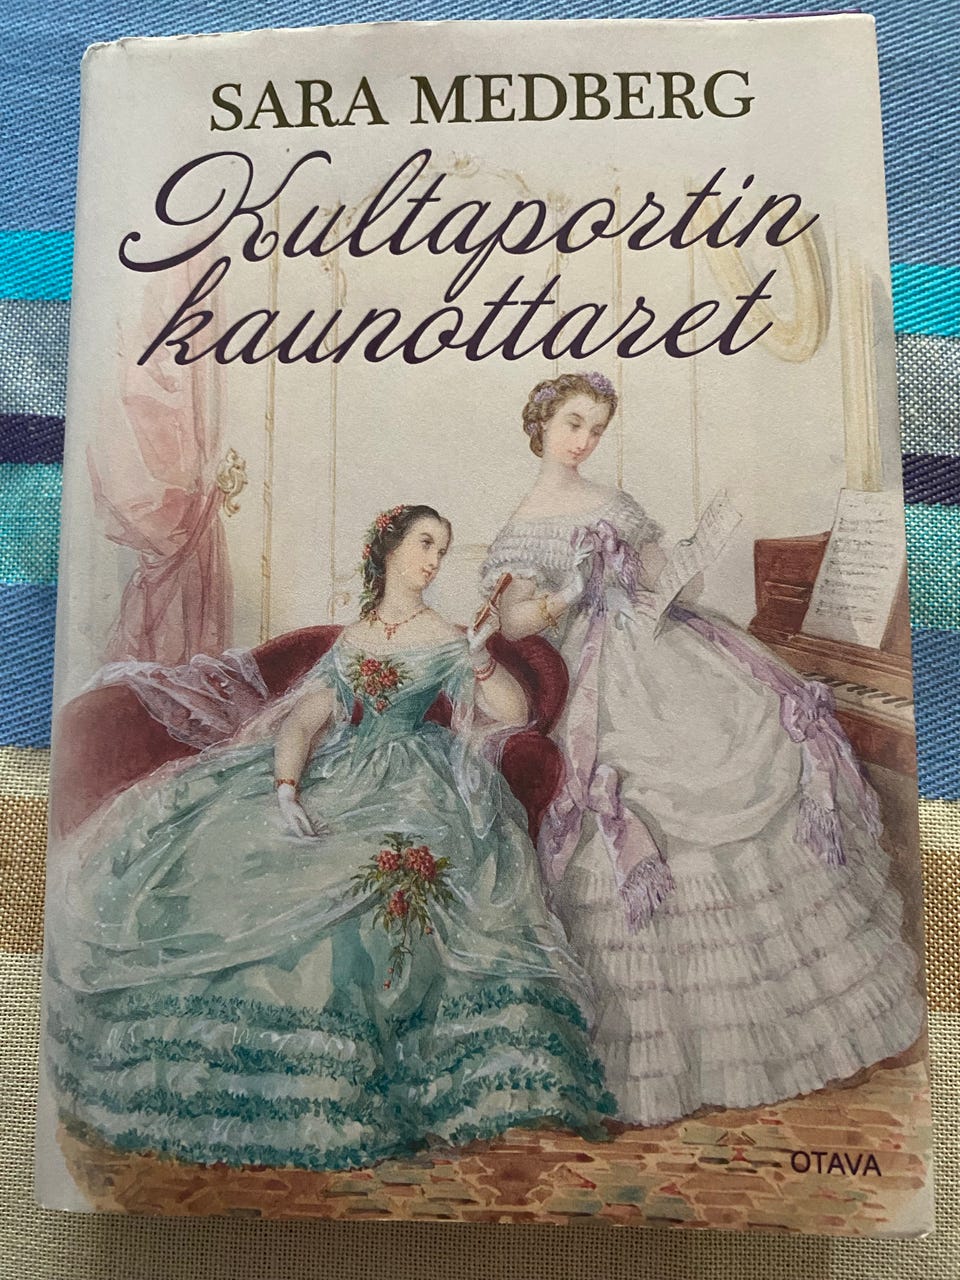 SARA MEDBERG
Kultaportin
kaunottaret
OTAVA